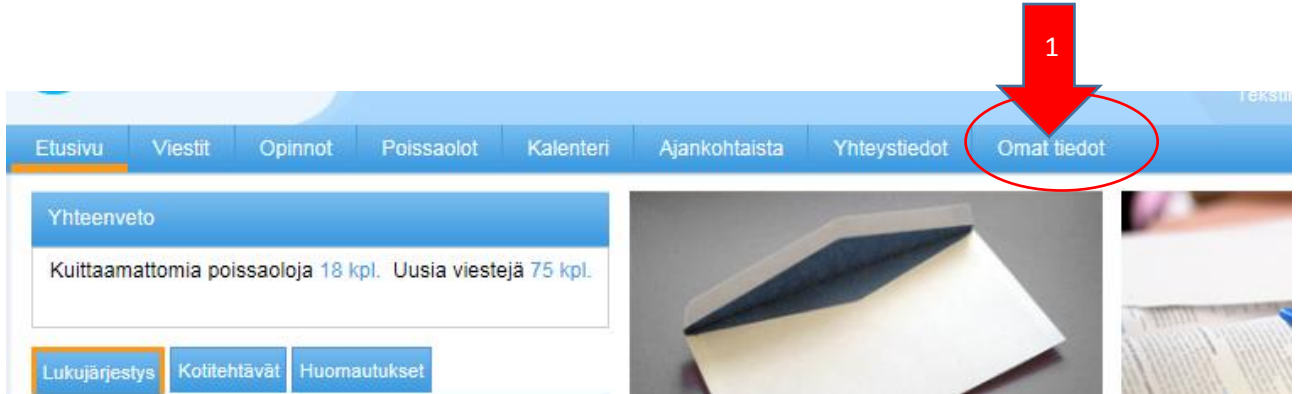 1
Etusivu Viestit Opinnot Poissaolot Kalenteri Ajankohtaista Yhteystiedot Omat tiedot
Yhteenveto
Kuittaamattomia poissaoloja 18 kpl. Uusia viestejä 75 kpl.
Lukujärjestys Kotitehtävät Huomautukset